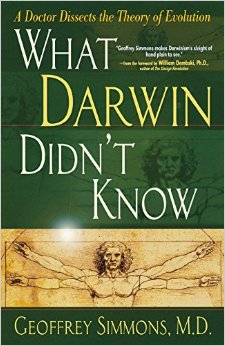 A Doctor Dissects the Theory of Evolution
WHAT
"Geoffrey Simmons makes Darwinism's sleight of
hand plain to see."
—from the foreword by William Dembski, Ph.D.,
author of The Design Revolution
DARWIN
DIDN'T
KNOW
GEOFFREY SIMMONS, M.D.